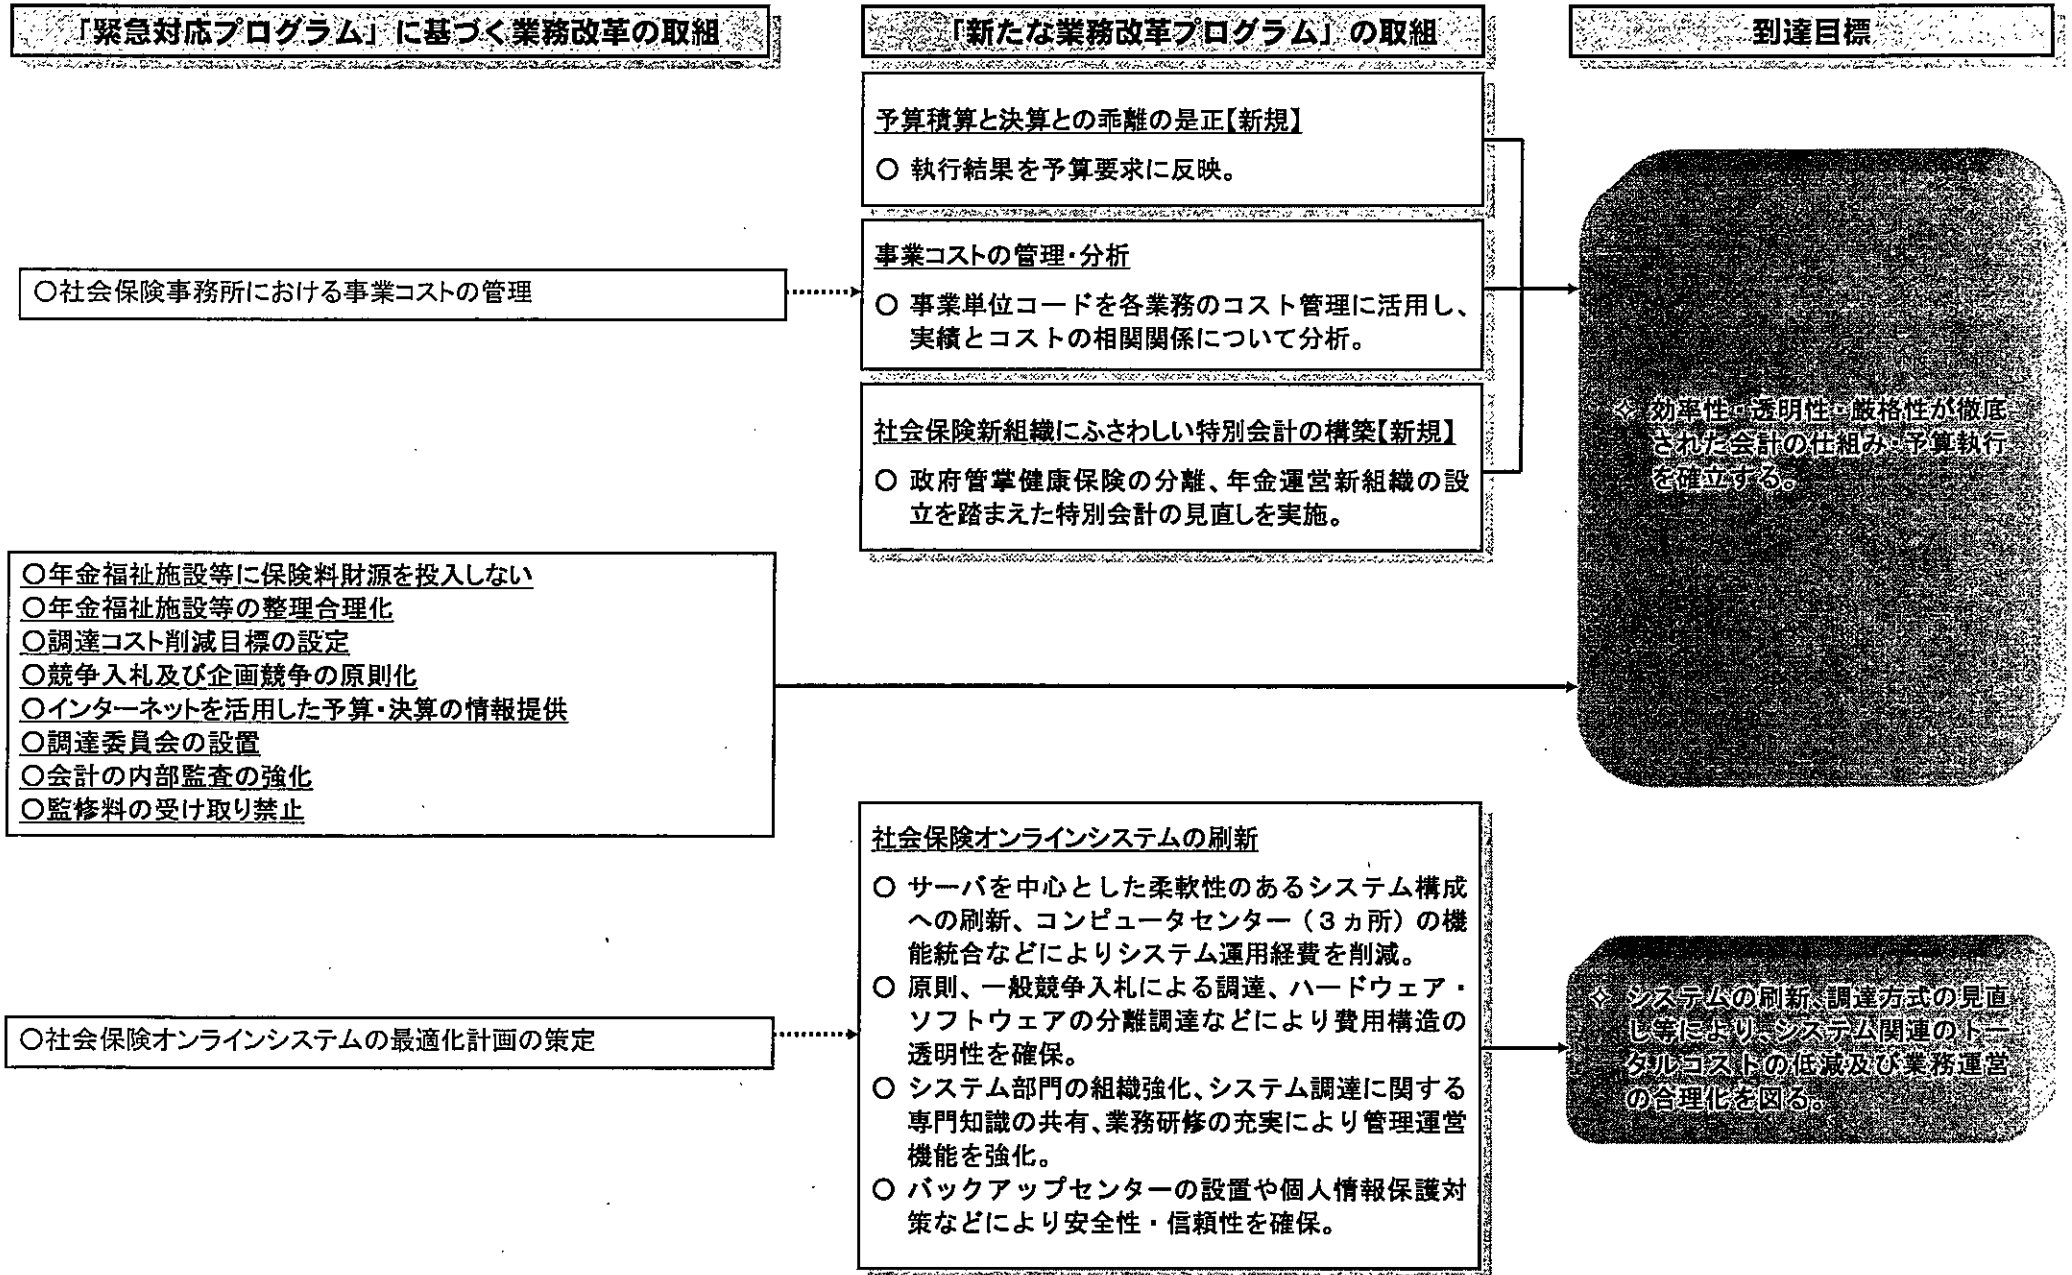 「緊急対応プログラム」に基づく業務改革の取組
「新たな業務改革プログラム」の取組
到達目標
予算積算と決算との乖離の是正【新規】
○ 執行結果を予算要求に反映。
○社会保険事務所における事業コストの管理
事業コストの管理・分析
○ 事業単位コードを各業務のコスト管理に活用し、
実績とコストの相関関係について分析。
社会保険新組織にふさわしい特別会計の構築【新規】
○ 政府管掌健康保険の分離、年金運営新組織の設
立を踏まえた特別会計の見直しを実施。
◇ 効率性・透明性・厳格性が徹底
された会計の仕組み・予算執行
を確立する。
○年金福祉施設等に保険料財源を投入しない
○年金福祉施設等の整理合理化
○調達コスト削減目標の設定
○競争入札及び企画競争の原則化
○インターネットを活用した予算・決算の情報提供
○調達委員会の設置
○会計の内部監査の強化
○監修料の受け取り禁止
○社会保険オンラインシステムの最適化計画の策定
社会保険オンラインシステムの刷新
○ サーバを中心とした柔軟性のあるシステム構成
への刷新、コンピュータセンター（３ヵ所）の機
能統合などによりシステム運用経費を削減。
○ 原則、一般競争入札による調達、ハードウェア・
ソフトウェアの分離調達などにより費用構造の
透明性を確保。
○ システム部門の組織強化、システム調達に関する
専門知識の共有、業務研修の充実により管理運営
機能を強化。
○ バックアップセンターの設置や個人情報保護対
策などにより安全性・信頼性を確保。
◇ システムの刷新、調達方式の見直
し等により、システム関連のトー
タルコストの低減及び業務運営
の合理化を図る。